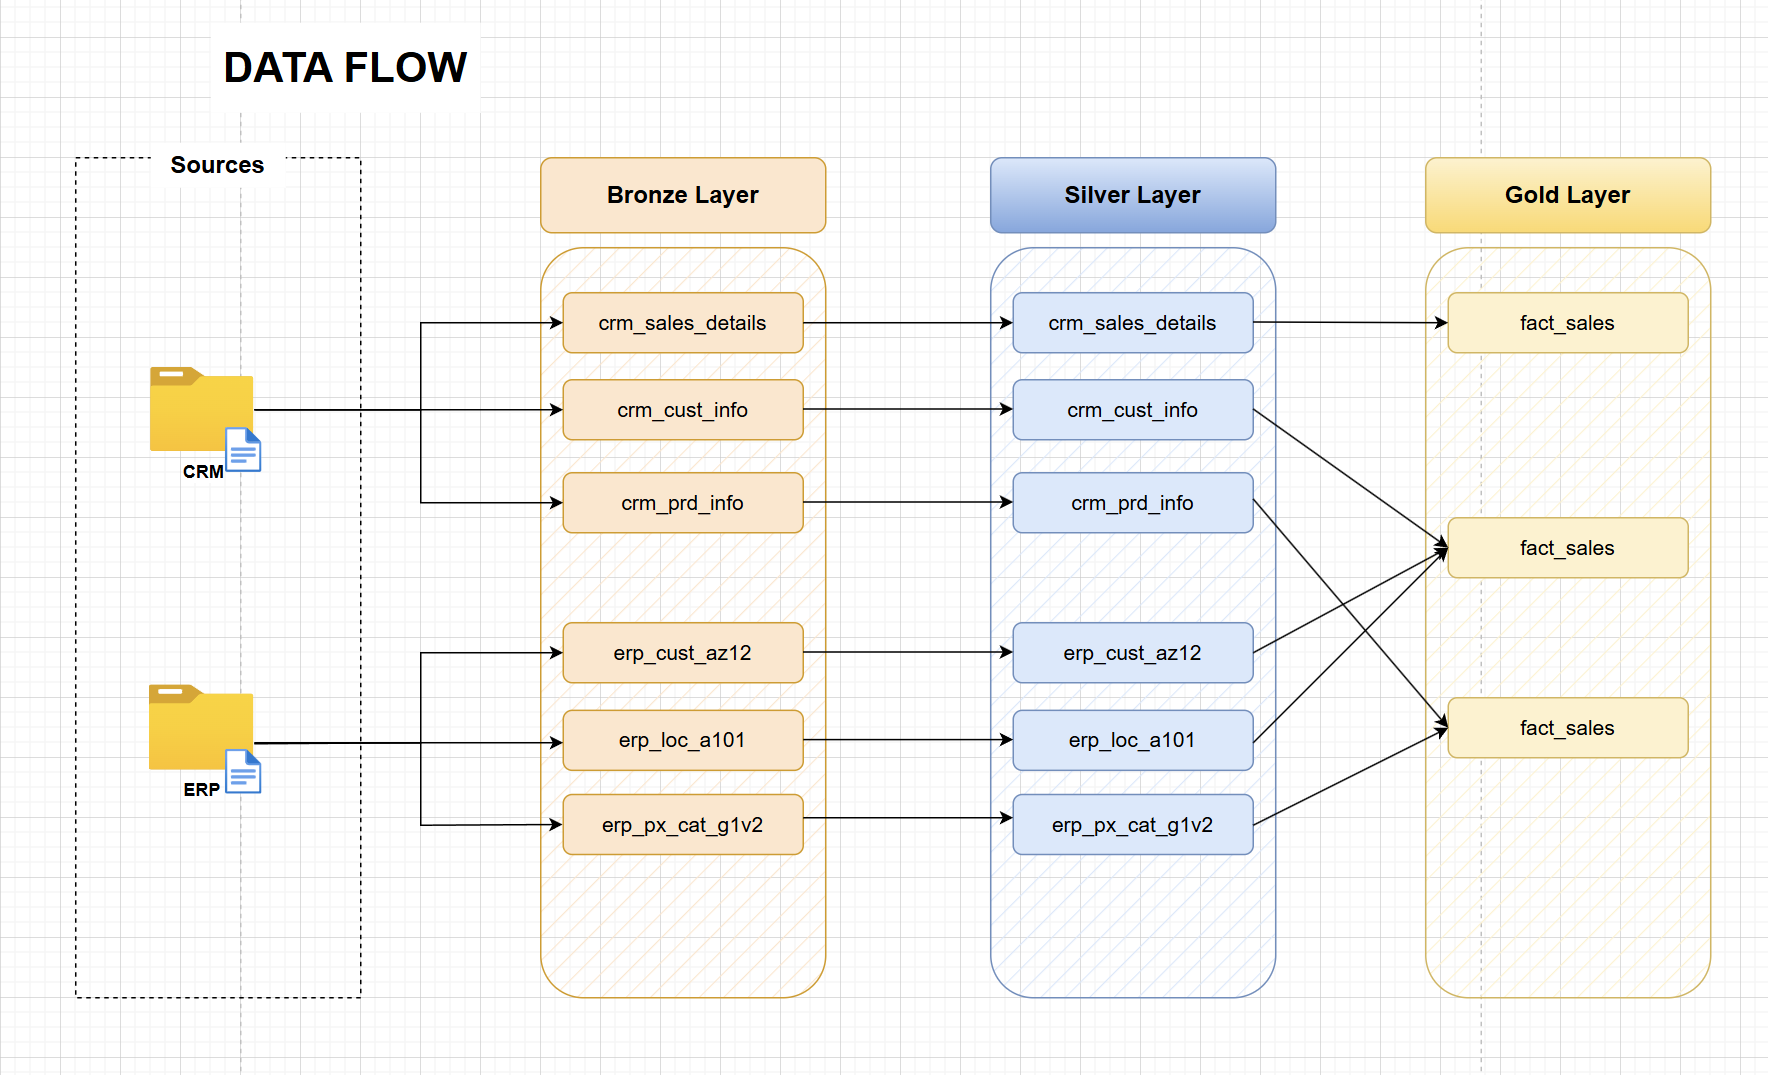 DATA FLOW
Sources
CRM
ERP
Bronze Layer
crm_sales_details
crm_cust_info
crm_prd_info
erp_cust_az12
erp_loc_a101
erp_px_cat_g1v2
Silver Layer
crm_sales_details
crm_cust_info
crm_prd_info
erp_cust_az12
erp_loc_a101
erp_px_cat_g1v2
Gold Layer
fact_sales
fact_sales
fact_sales